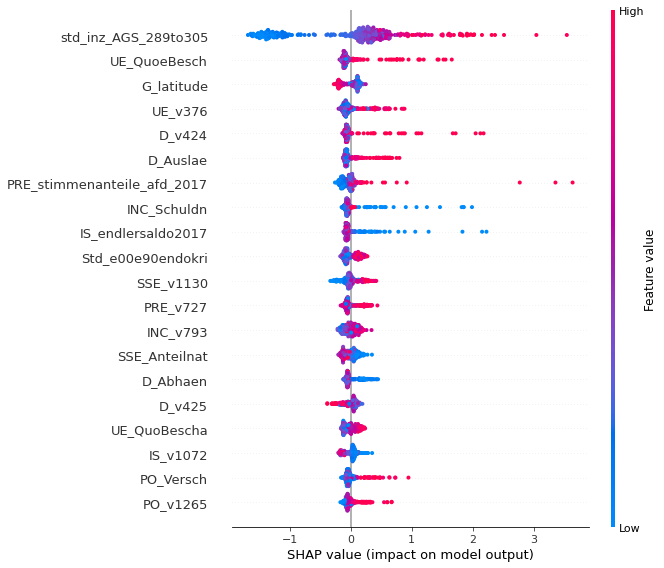 High
std_inz_AGS_289to305
UE_QuoeBesch
G_latitude
UE_v376
D_v424
D_Auslae
PRE_stimmenanteile_afd_2017
INC_Schuldn
IS_endlersaldo2017
Std_e00e90endokri
SSE_v1130
PRE_v727
INC_v793
SSE_Anteilnat
D_Abhaen
D_v425
UE_QuoBescha
IS_v1072
PO_Versch
PO_v1265
Feature value
Low
−1 0 1 2 3
SHAP value (impact on model output)